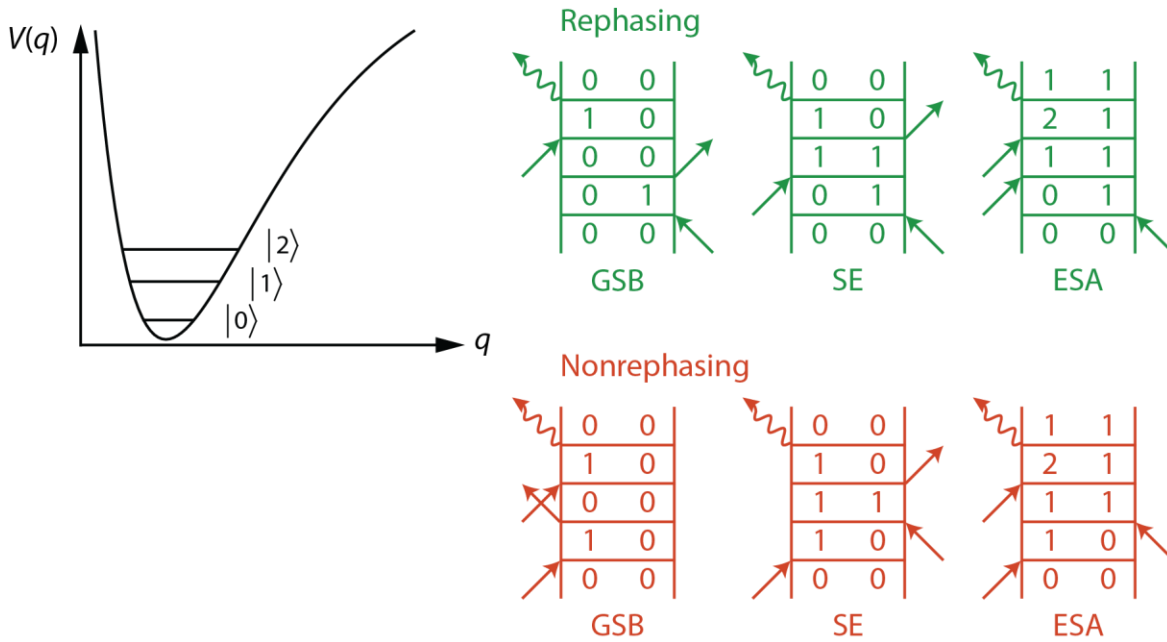 V(q)
|2⟩
|1⟩
|0⟩
q
Rephasing
0 0 0 0 1 1
1 0 1 0 2 1
0 0 1 1 1 1
0 1 0 1 0 1
0 0 0 0 0 0
GSB SE ESA
Nonrephasing
0 0 0 0 1 1
1 0 1 0 2 1
0 0 1 1 1 1
1 0 1 0 1 0
0 0 0 0 0 0
GSB SE ESA